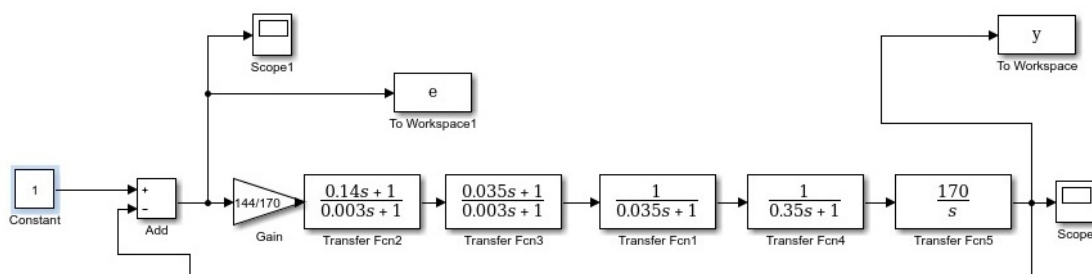 Scope1
y
To Workspace
e
To Workspace1
1
Constant
+
−
Add
144/170
Gain
0.14s + 1
0.003s + 1
Transfer Fcn2
0.035s + 1
0.003s + 1
Transfer Fcn3
1
0.035s + 1
Transfer Fcn1
1
0.35s + 1
Transfer Fcn4
170
s
Transfer Fcn5
Scope